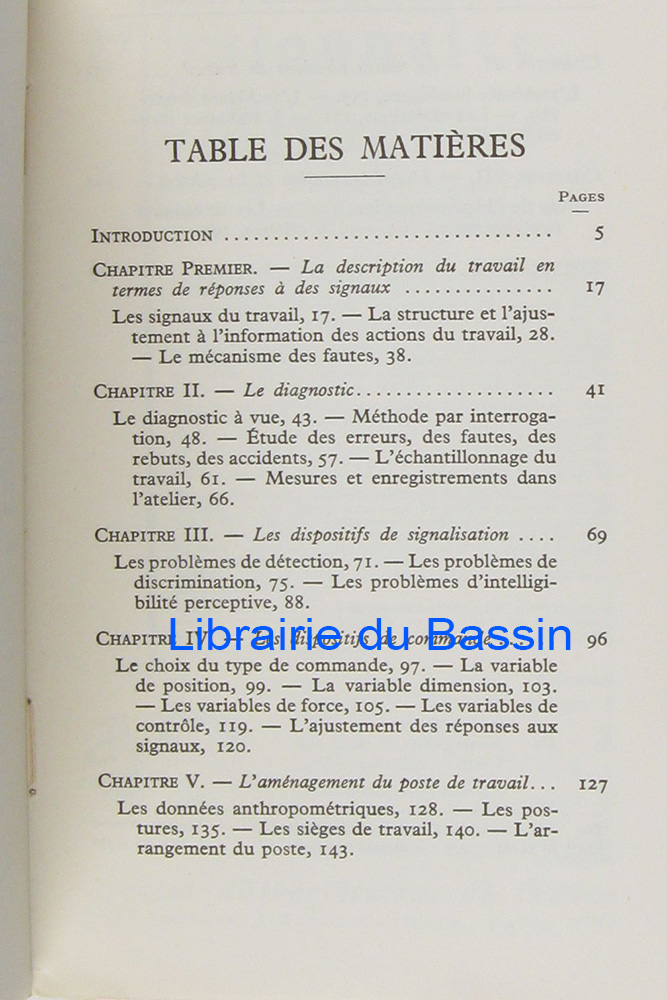 TABLE DES MATIÈRES
PAGES
INTRODUCTION .................................. 5
CHAPITRE PREMIER. — La description du travail en
termes de réponses à des signaux ............... 17
Les signaux du travail, 17. — La structure et l'ajus-
tement à l'information des actions du travail, 28.
— Le mécanisme des fautes, 38.
CHAPITRE II. — Le diagnostic.................... 41
Le diagnostic à vue, 43. — Méthode par interroga-
tion, 48. — Étude des erreurs, des fautes, des
rebuts, des accidents, 57. — L'échantillonnage du
travail, 61. — Mesures et enregistrements dans
l'atelier, 66.
CHAPITRE III. — Les dispositifs de signalisation .... 69
Les problèmes de détection, 71. — Les problèmes de
discrimination, 75. — Les problèmes d'intelligi-
bilité perceptive, 88.
CHAPITRE IV. — Les dispositifs de commande .... 96
Librairie du Bassin
Le choix du type de commande, 97. — La variable
de position, 99. — La variable dimension, 103.
— Les variables de force, 105. — Les variables de
contrôle, 119. — L'ajustement des réponses aux
signaux, 120.
CHAPITRE V. — L'aménagement du poste de travail... 127
Les données anthropométriques, 128. — Les pos-
tures, 135. — Les sièges de travail, 140. — L'ar-
rangement du poste, 143.